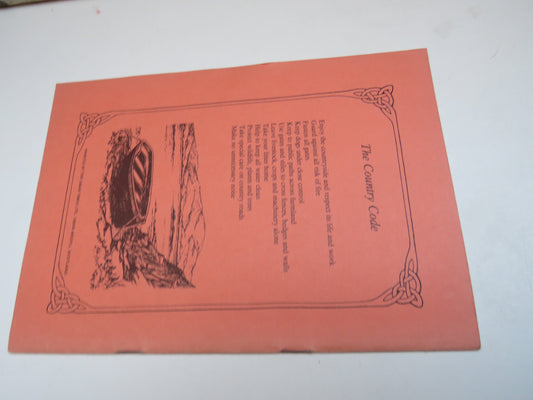 The Country Code
Enjoy the countryside and respect its life and work
Guard against all risk of fire
Fasten all gates
Keep dogs under close control
Keep to public paths across farmland
Use gates and stiles to cross fences, hedges and walls
Leave livestock, crops and machinery alone
Take your litter home
Help to keep all water clean
Protect wildlife, plants and trees
Take special care on country roads
Make no unnecessary noise